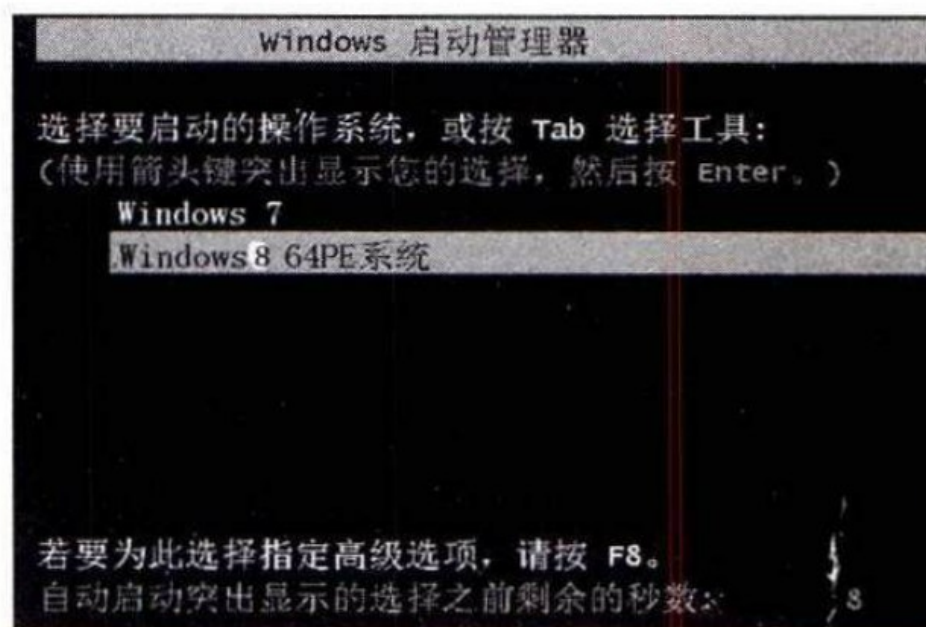 Windows 启动管理器
选择要启动的操作系统，或按 Tab 选择工具:
(使用箭头键突出显示您的选择，然后按 Enter。)
Windows 7
Windows8 64PE系统
若要为此选择指定高级选项，请按 F8。
自动启动突出显示的选择之前剩余的秒数: 8